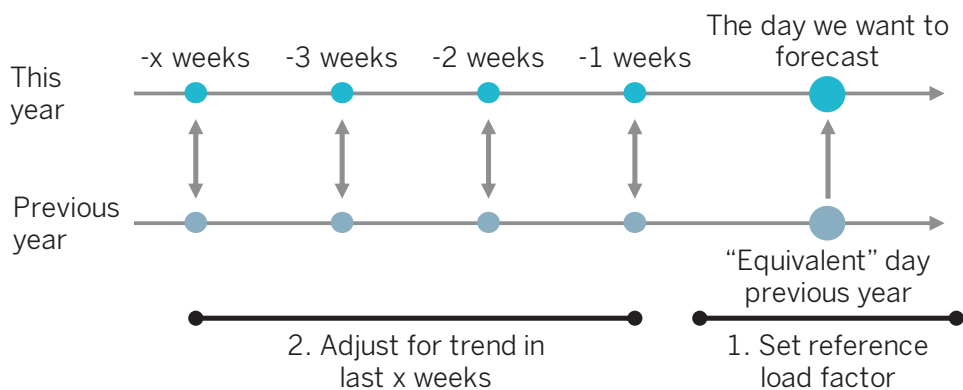 The day we want to
forecast
-x weeks
-3 weeks
-2 weeks
-1 weeks
This
year
Previous
year
“Equivalent” day
previous year
2. Adjust for trend in
last x weeks
1. Set reference
load factor